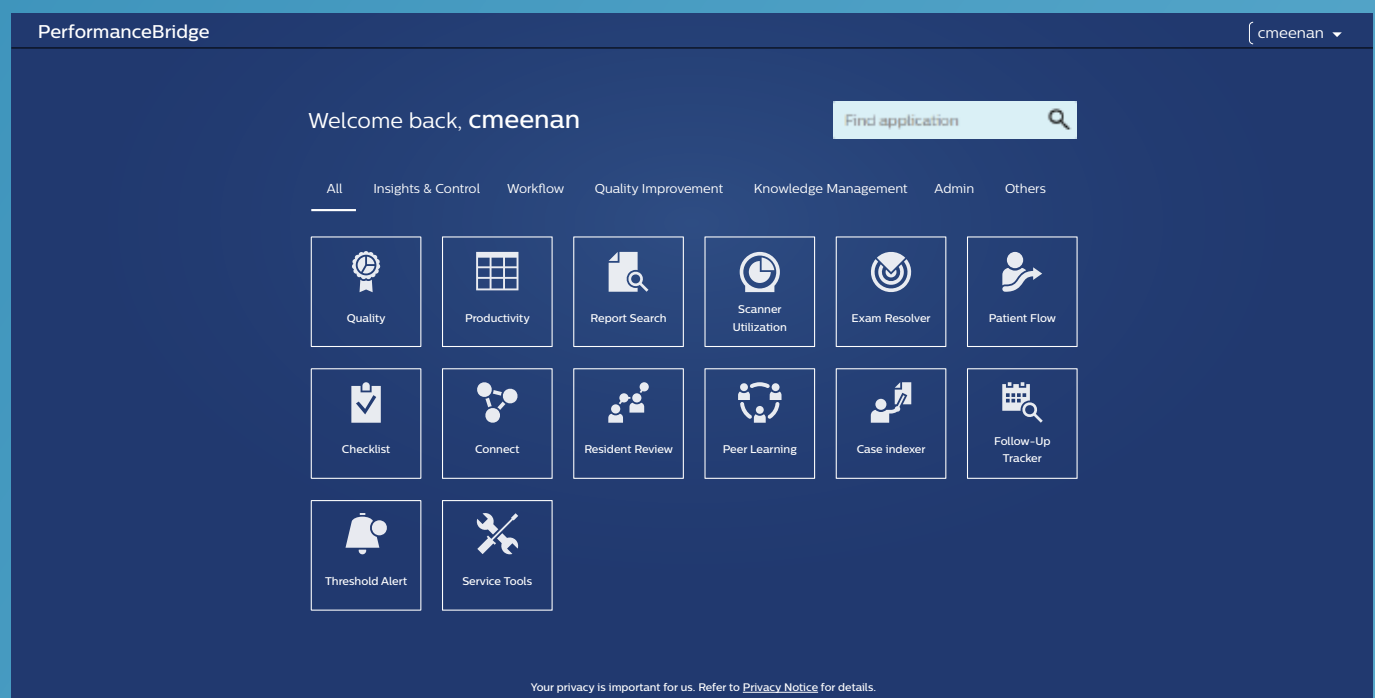 PerformanceBridge
cmeenan
Welcome back, cmeenan
Find application
All Insights & Control Workflow Quality Improvement Knowledge Management Admin Others
Quality
Productivity
Report Search
Scanner
Utilization
Exam Resolver
Patient Flow
Checklist
Connect
Resident Review
Peer Learning
Case indexer
Follow-Up
Tracker
Threshold Alert
Service Tools
Your privacy is important for us. Refer to Privacy Notice for details.